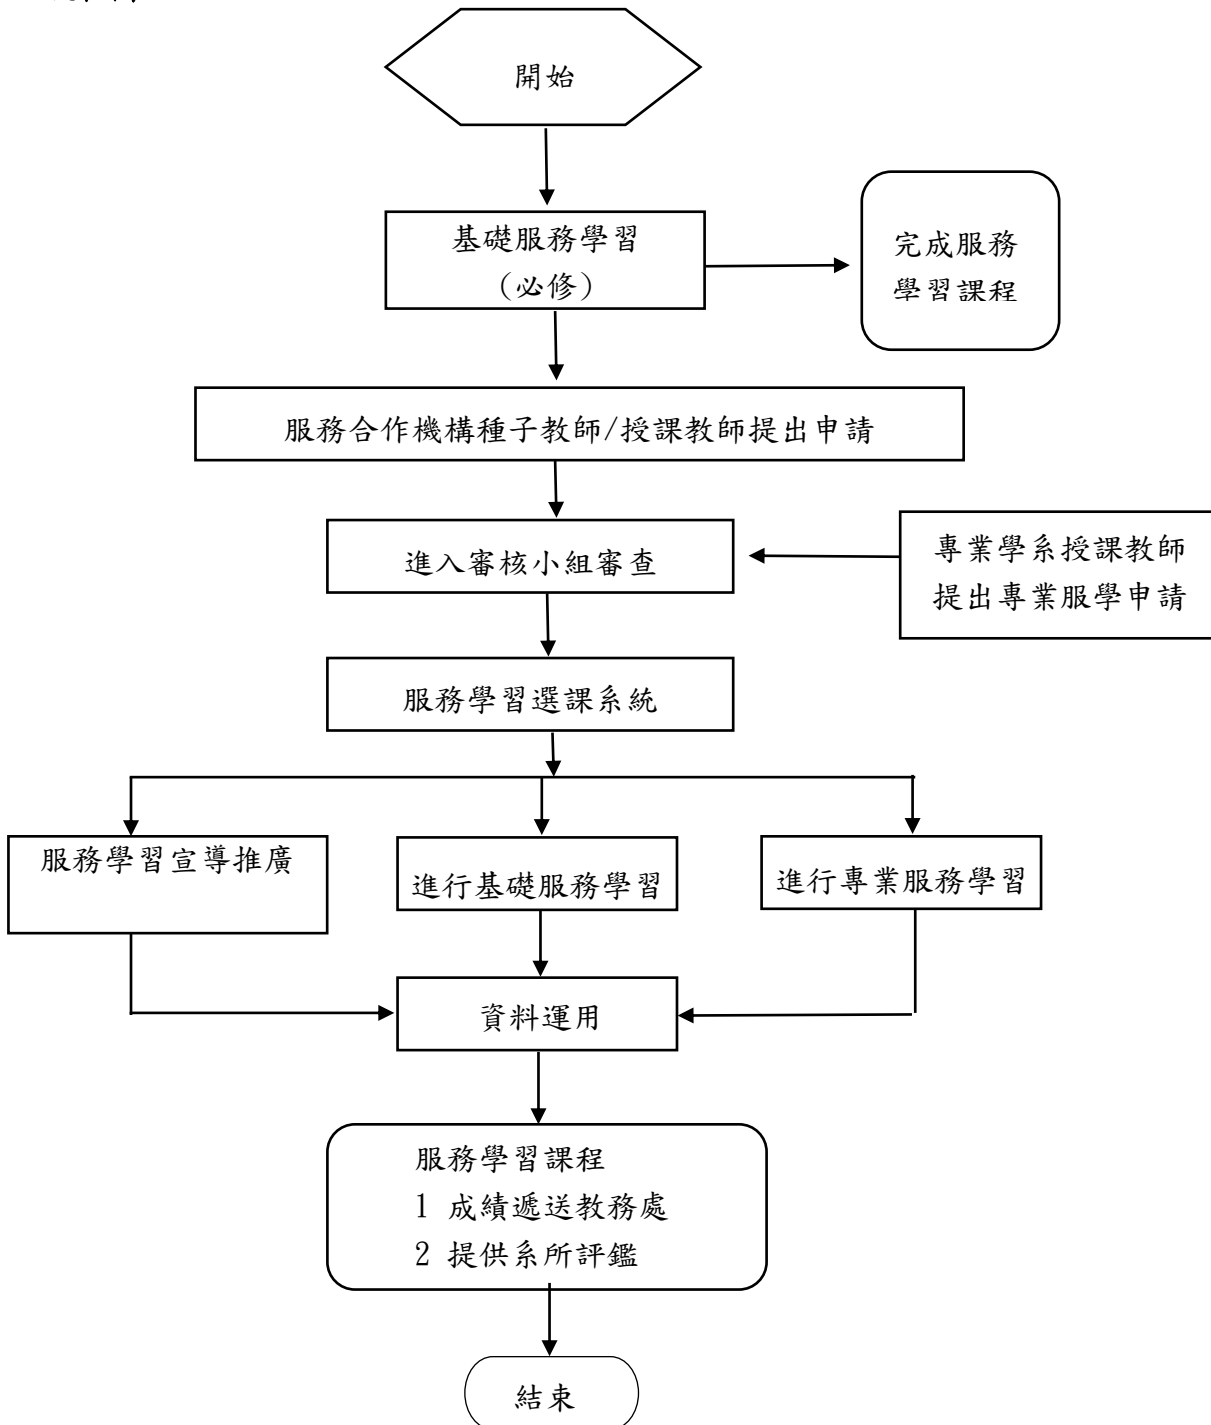 開始
基礎服務學習
(必修)
完成服務
學習課程
服務合作機構種子教師/授課教師提出申請
進入審核小組審查
專業學系授課教師
提出專業服學申請
服務學習選課系統
服務學習宣導推廣
進行基礎服務學習
進行專業服務學習
資料運用
服務學習課程
1 成績遞送教務處
2 提供系所評鑑
結束